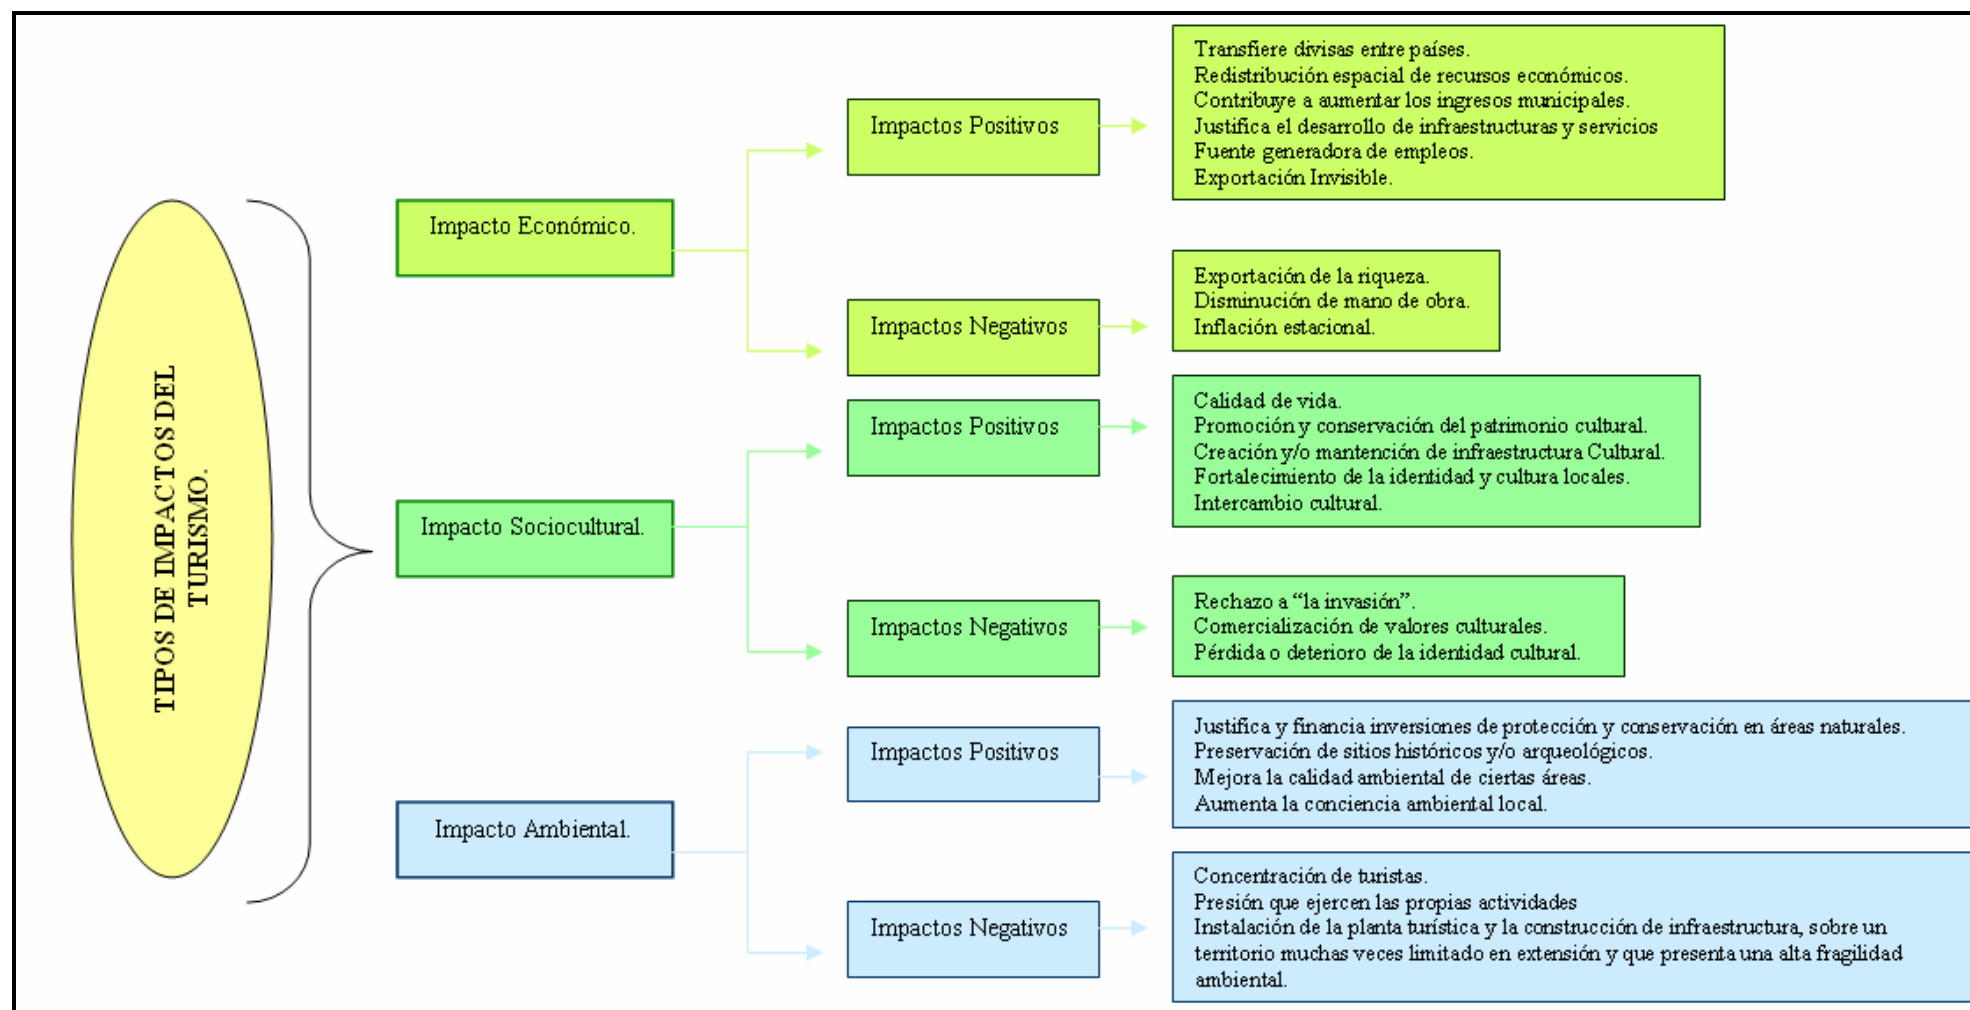 TIPOS DE IMPACTOS DEL
TURISMO.
Impacto Económico.
Impactos Positivos
Transfiere divisas entre países.
Redistribución espacial de recursos económicos.
Contribuye a aumentar los ingresos municipales.
Justifica el desarrollo de infraestructuras y servicios
Fuente generadora de empleos.
Exportación Invisible.
Impactos Negativos
Exportación de la riqueza.
Disminución de mano de obra.
Inflación estacional.
Impacto Sociocultural.
Impactos Positivos
Calidad de vida.
Promoción y conservación del patrimonio cultural.
Creación y/o mantención de infraestructura Cultural.
Fortalecimiento de la identidad y cultura locales.
Intercambio cultural.
Impactos Negativos
Rechazo a “la invasión”.
Comercialización de valores culturales.
Pérdida o deterioro de la identidad cultural.
Impacto Ambiental.
Impactos Positivos
Justifica y financia inversiones de protección y conservación en áreas naturales.
Preservación de sitios históricos y/o arqueológicos.
Mejora la calidad ambiental de ciertas áreas.
Aumenta la conciencia ambiental local.
Impactos Negativos
Concentración de turistas.
Presión que ejercen las propias actividades
Instalación de la planta turística y la construcción de infraestructura, sobre un
territorio muchas veces limitado en extensión y que presenta una alta fragilidad
ambiental.